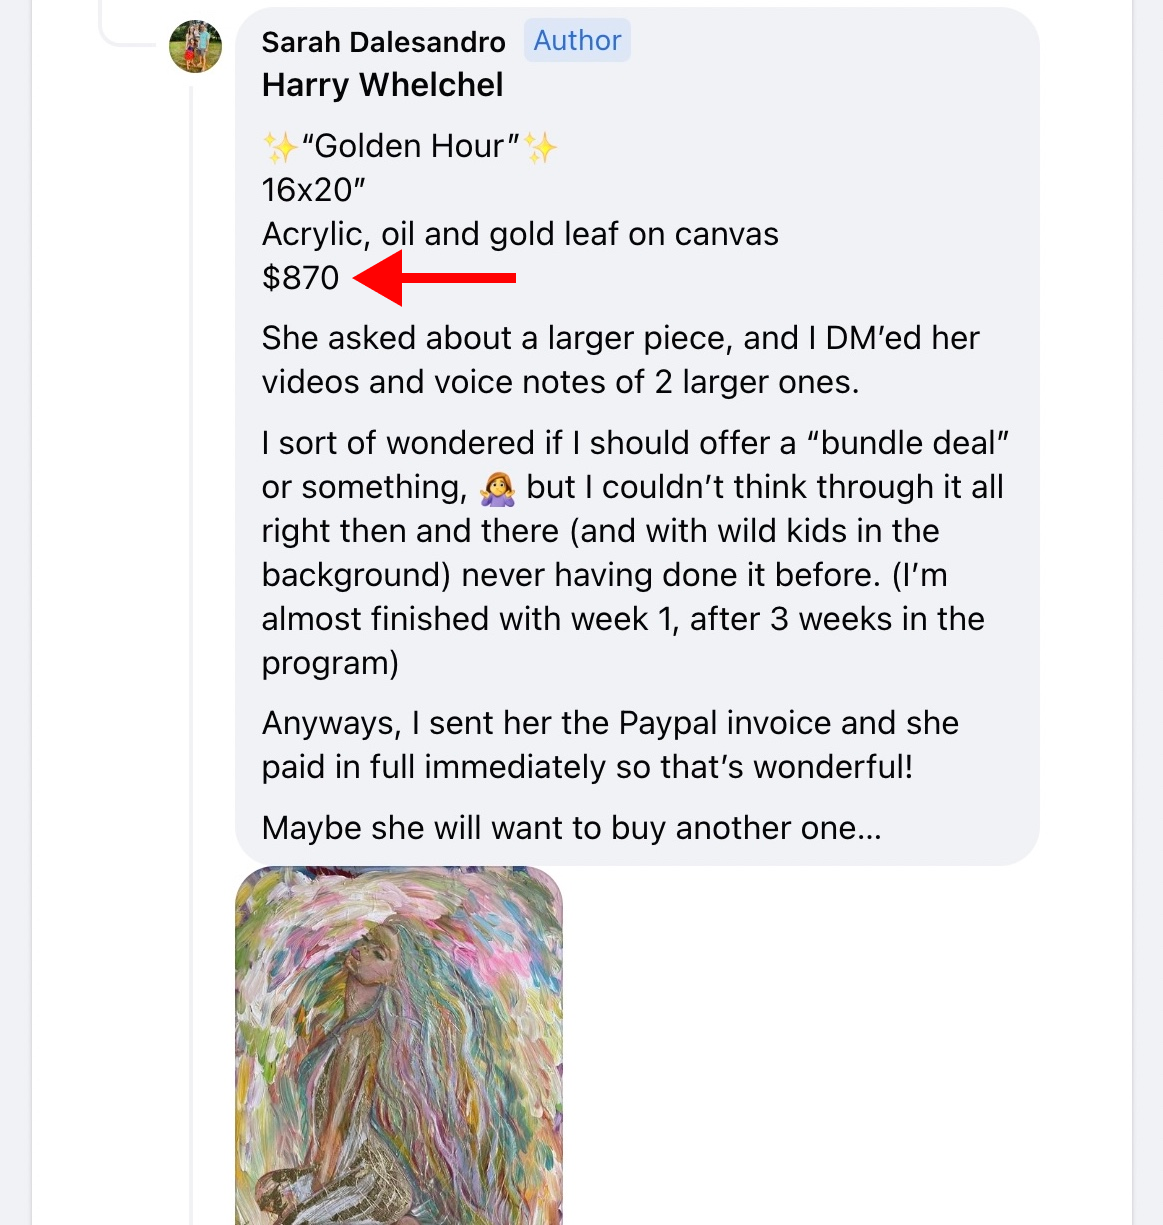 Sarah Dalesandro Author
Harry Whelchel
✨“Golden Hour”✨
16x20”
Acrylic, oil and gold leaf on canvas
$870
She asked about a larger piece, and I DM’ed her
videos and voice notes of 2 larger ones.
I sort of wondered if I should offer a “bundle deal”
or something, 🤷‍♀️ but I couldn’t think through it all
right then and there (and with wild kids in the
background) never having done it before. (I’m
almost finished with week 1, after 3 weeks in the
program)
Anyways, I sent her the Paypal invoice and she
paid in full immediately so that’s wonderful!
Maybe she will want to buy another one...